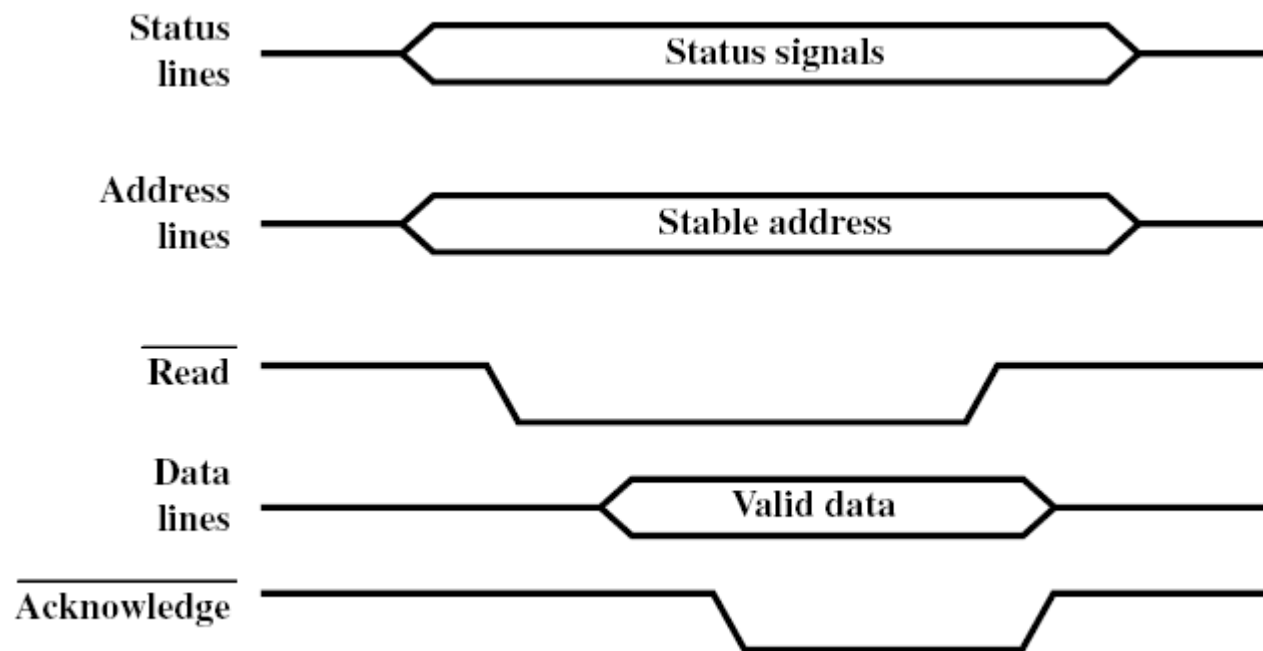 Status
lines
Status signals
Address
lines
Stable address
Read
Data
lines
Valid data
Acknowledge